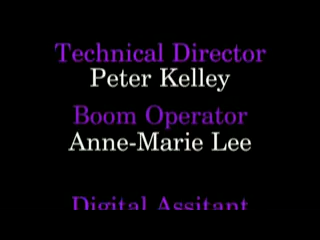 Technical Director
Peter Kelley
Boom Operator
Anne-Marie Lee
Digital Assitant